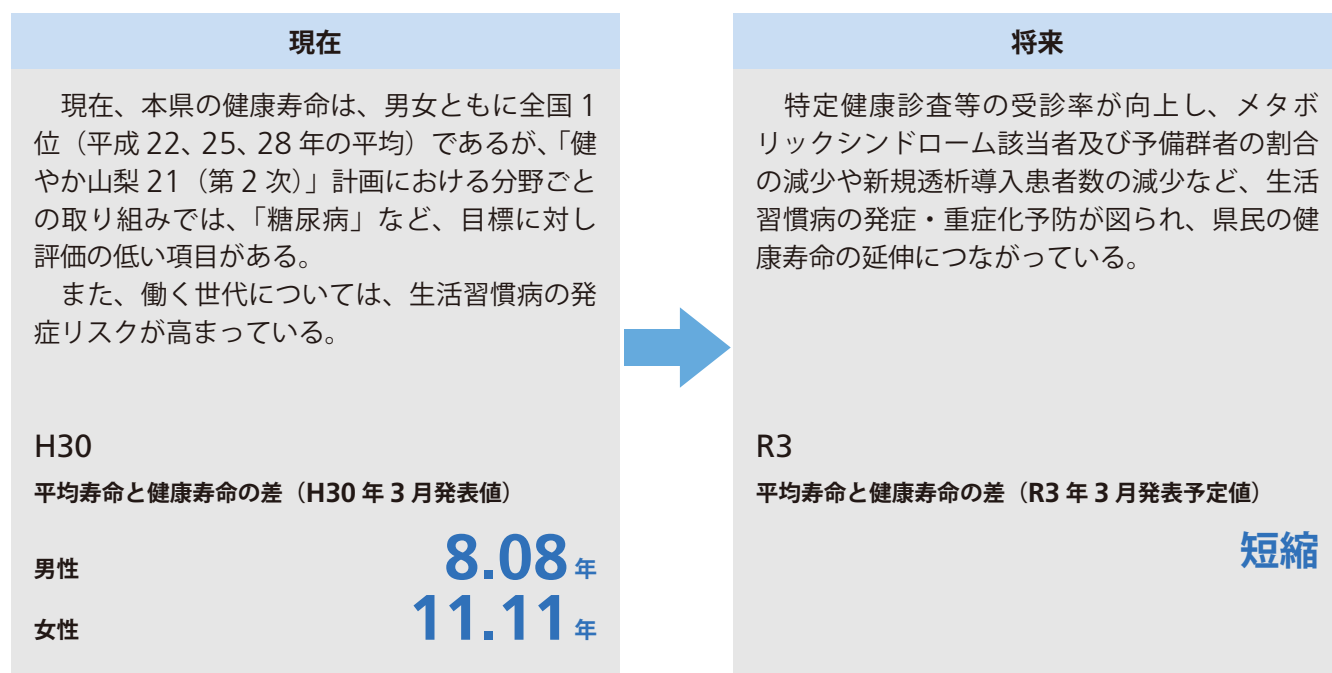 現在
現在、本県の健康寿命は、男女ともに全国 1
位（平成 22、25、28 年の平均）であるが、「健
やか山梨 21（第 2 次）」計画における分野ごと
の取り組みでは、「糖尿病」など、目標に対し
評価の低い項目がある。
また、働く世代については、生活習慣病の発
症リスクが高まっている。
H30
平均寿命と健康寿命の差（H30 年 3 月発表値）
男性 8.08 年
女性 11.11 年
将来
特定健康診査等の受診率が向上し、メタボ
リックシンドローム該当者及び予備群者の割合
の減少や新規透析導入患者数の減少など、生活
習慣病の発症・重症化予防が図られ、県民の健
康寿命の延伸につながっている。
R3
平均寿命と健康寿命の差（R3 年 3 月発表予定値）
短縮